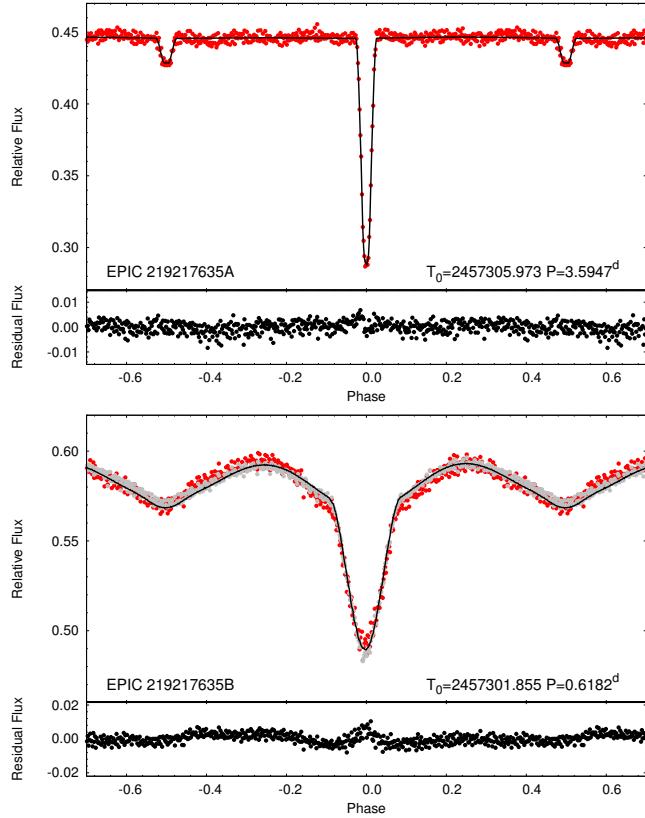 0.45
0.40
0.35
0.30
Relative Flux
EPIC 219217635A
T0=2457305.973 P=3.5947d
0.01
0.00
-0.01
Residual Flux
-0.6
-0.4
-0.2
0.0
0.2
0.4
0.6
Phase
0.60
0.55
0.50
Relative Flux
EPIC 219217635B
T0=2457301.855 P=0.6182d
0.02
0.00
-0.02
Residual Flux
-0.6
-0.4
-0.2
0.0
0.2
0.4
0.6
Phase